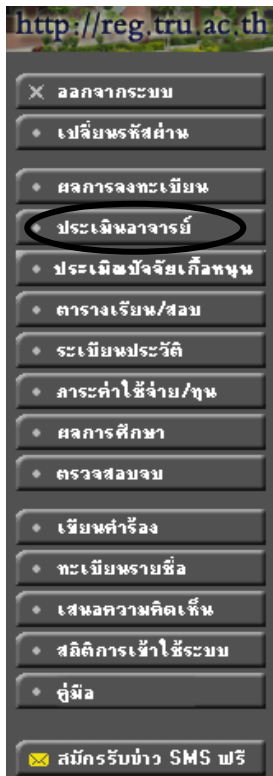 http://reg.tru.ac.th
ออกจากระบบ
เปลี่ยนรหัสผ่าน
ผลการลงทะเบียน
ประเมินอาจารย์
ประเมินปัจจัยเกื้อหนุน
ตารางเรียน/สอบ
ระเบียนประวัติ
ภาระค่าใช้จ่าย/ทุน
ผลการศึกษา
ตรวจสอบจบ
เขียนคำร้อง
ทะเบียนรายชื่อ
เสนอความคิดเห็น
สถิติการเข้าใช้ระบบ
คู่มือ
สมัครรับข่าว SMS ฟรี